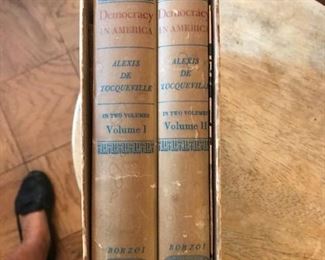 Democracy
IN AMERICA
ALEXIS
DE
TOCQUEVILLE
IN TWO VOLUMES
Volume I
BORZOI
Democracy
IN AMERICA
ALEXIS
DE
TOCQUEVILLE
IN TWO VOLUMES
Volume II
BORZOI